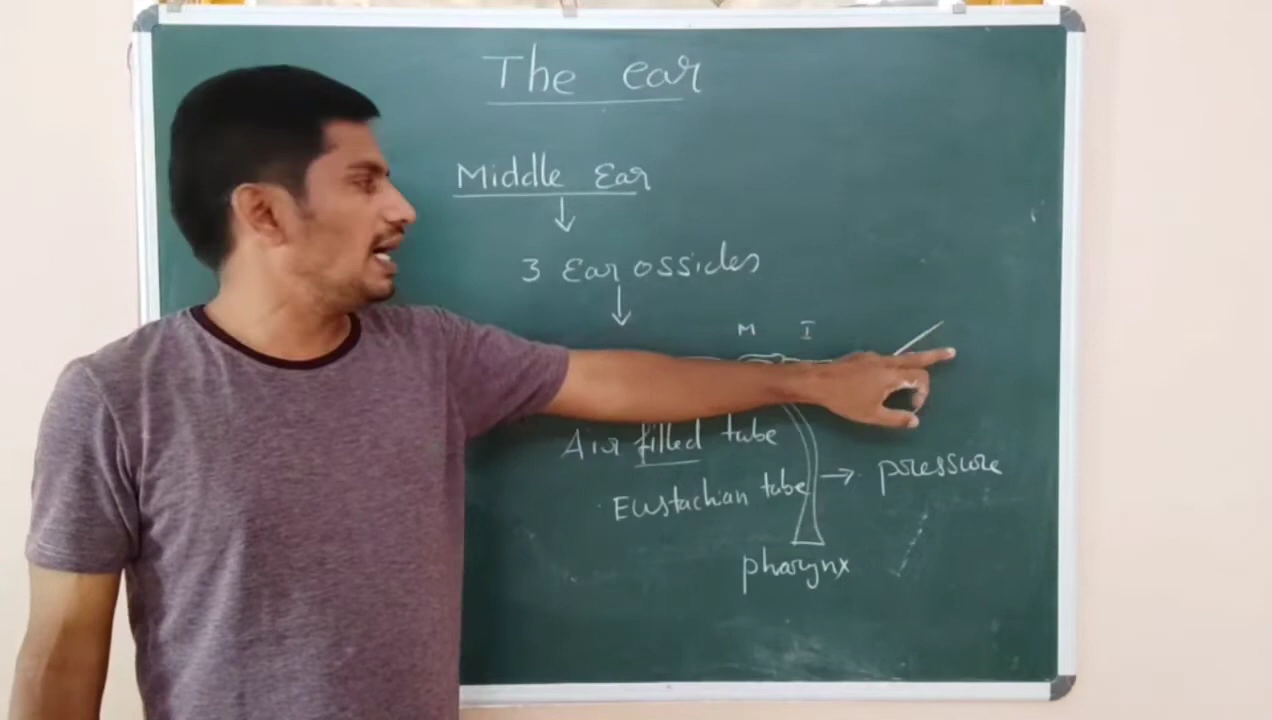 The ear
Middle Ear
3 Ear ossicles
M I
Air filled tube
Eustachian tube → pressure
pharynx